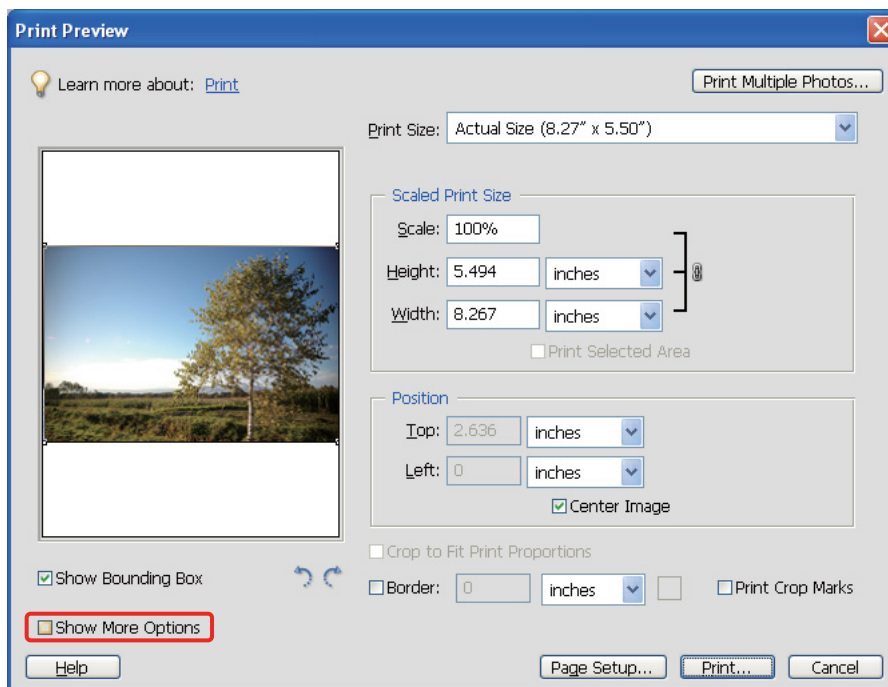 Print Preview
Learn more about: Print
Print Multiple Photos...
Print Size: Actual Size (8.27" x 5.50")
Scaled Print Size
Scale: 100%
Height: 5.494 inches
Width: 8.267 inches
Print Selected Area
Position
Top: 2.636 inches
Left: 0 inches
Center Image
Crop to Fit Print Proportions
Show Bounding Box
Border: 0 inches Print Crop Marks
Show More Options
Help Page Setup... Print... Cancel